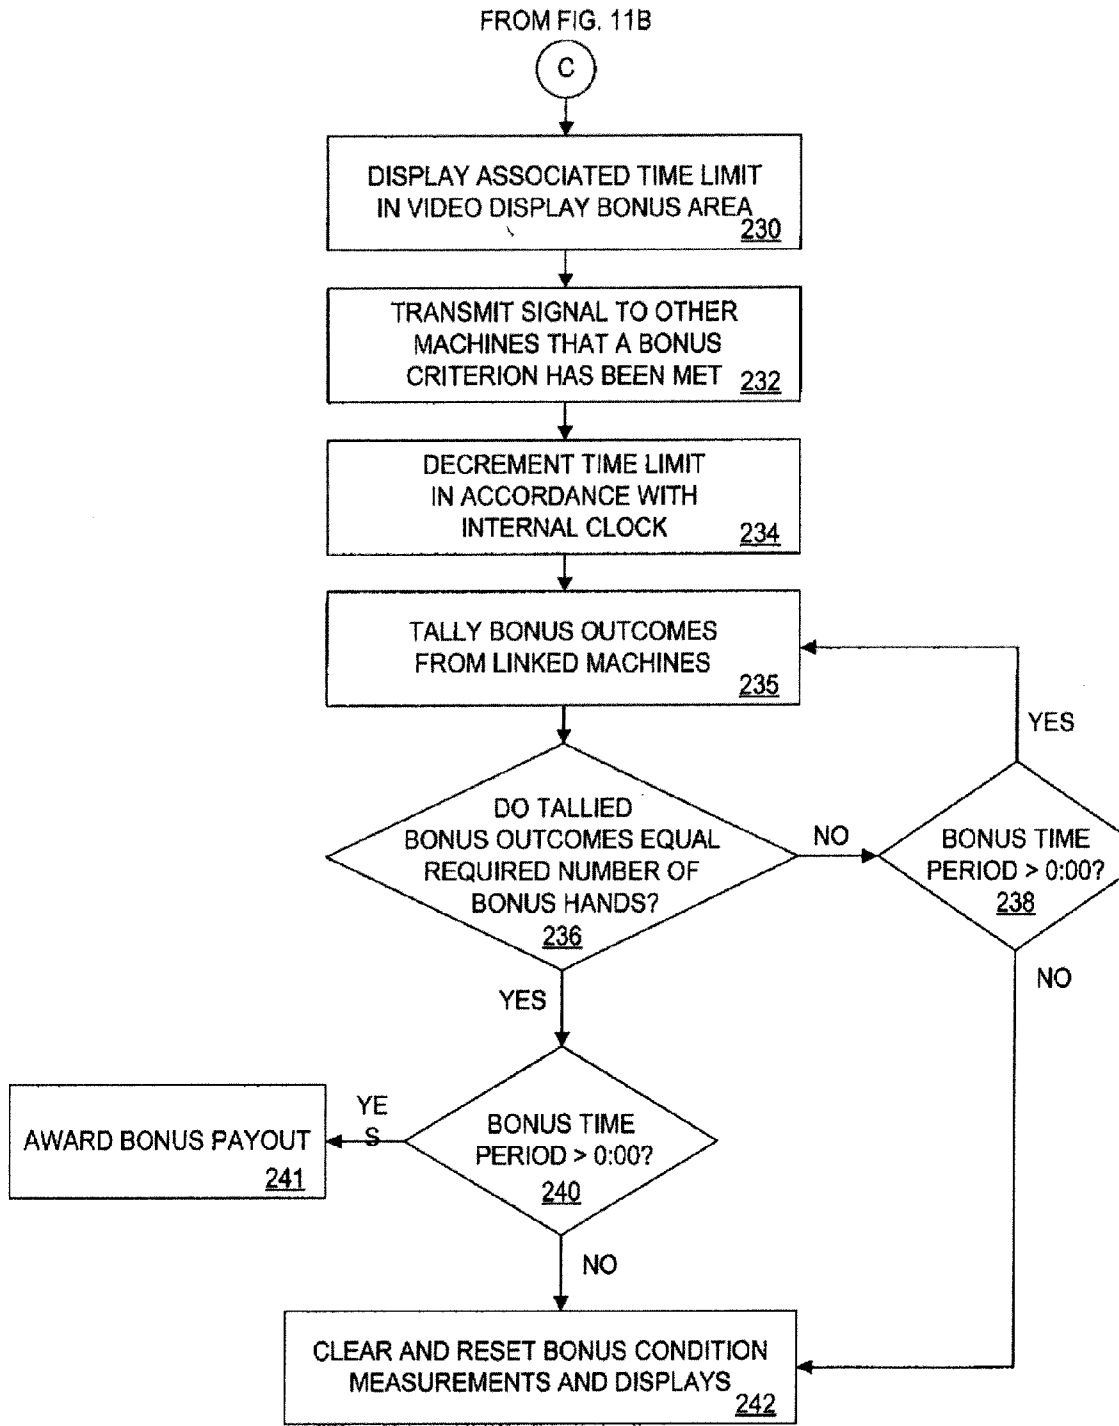 FROM FIG. 11B
C
DISPLAY ASSOCIATED TIME LIMIT
IN VIDEO DISPLAY BONUS AREA
230
TRANSMIT SIGNAL TO OTHER
MACHINES THAT A BONUS
CRITERION HAS BEEN MET
232
DECREMENT TIME LIMIT
IN ACCORDANCE WITH
INTERNAL CLOCK
234
TALLY BONUS OUTCOMES
FROM LINKED MACHINES
235
YES
DO TALLIED
BONUS OUTCOMES EQUAL
REQUIRED NUMBER OF
BONUS HANDS?
236
NO
BONUS TIME
PERIOD > 0:00?
238
NO
YES
BONUS TIME
PERIOD > 0:00?
240
YE
S
AWARD BONUS PAYOUT
241
NO
CLEAR AND RESET BONUS CONDITION
MEASUREMENTS AND DISPLAYS
242